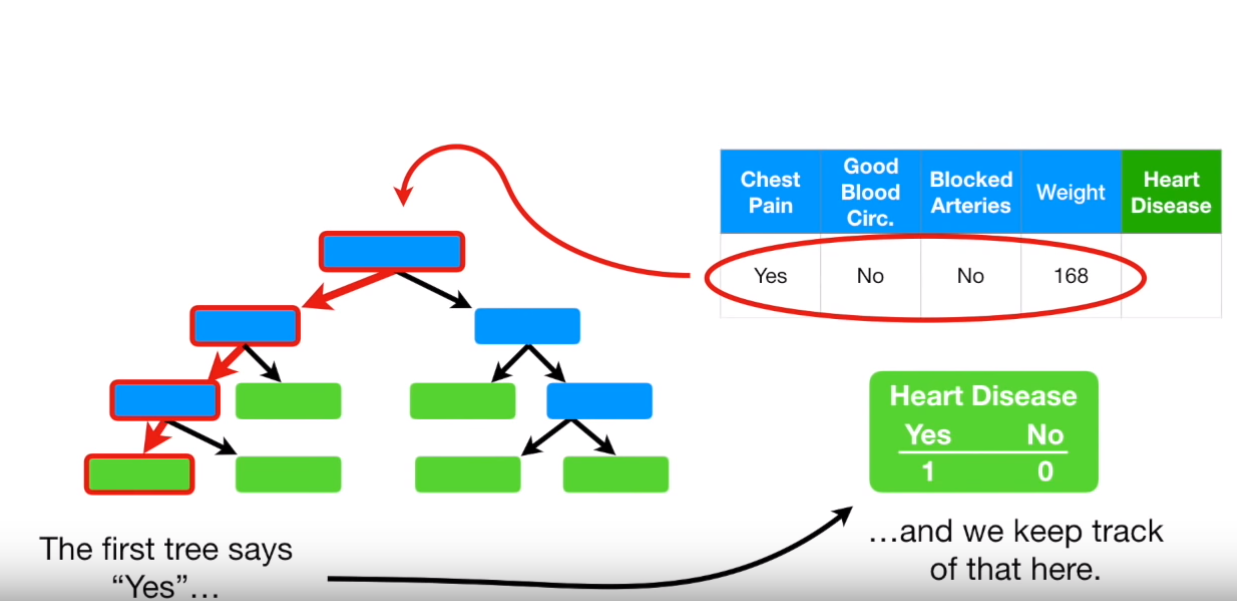 Chest Pain
Good Blood Circ.
Blocked Arteries
Weight
Heart Disease
Yes
No
No
168
Heart Disease
Yes No
1 0
The first tree says
“Yes”…
…and we keep track
of that here.